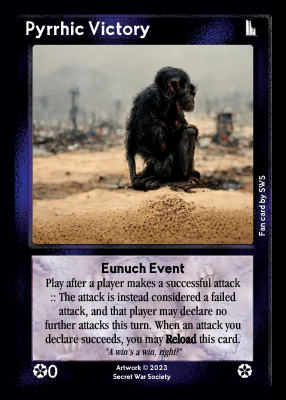 Pyrrhic Victory
Fan card by SWS
Eunuch Event
Play after a player makes a successful attack
:: The attack is instead considered a failed
attack, and that player may declare no
further attacks this turn. When an attack you
declare succeeds, you may Reload this card.
"A win's a win, right?"
0
Artwork © 2023
Secret War Society